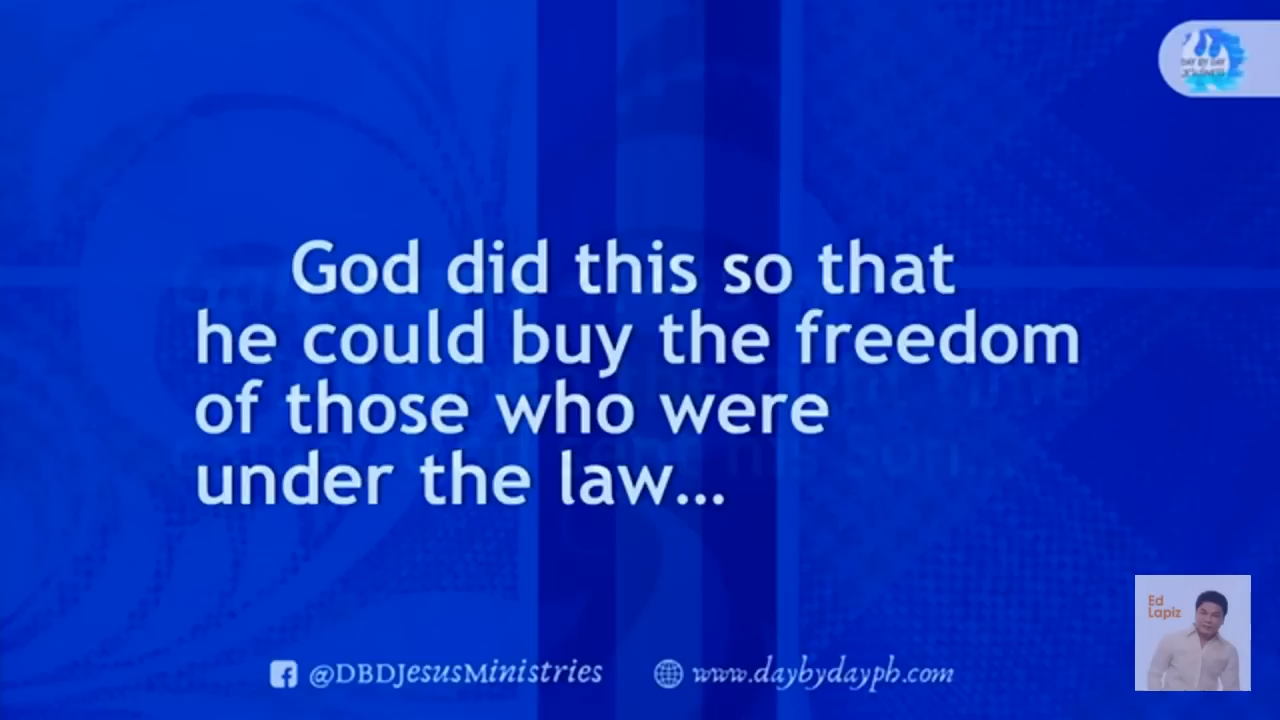 God did this so that
he could buy the freedom
of those who were
under the law...
Ed
Lapiz
@DBDJesusMinistries
www.daybydayph.com